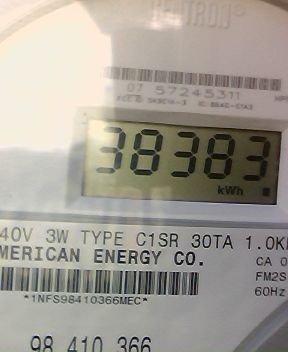 CENTRON®
07 57245311
38383
kWh
40V 3W TYPE C1SR 30TA 1.0K
MERICAN ENERGY CO.
CA 0
FM2S
*1NFS98410366MEC*
60Hz
98 410 366